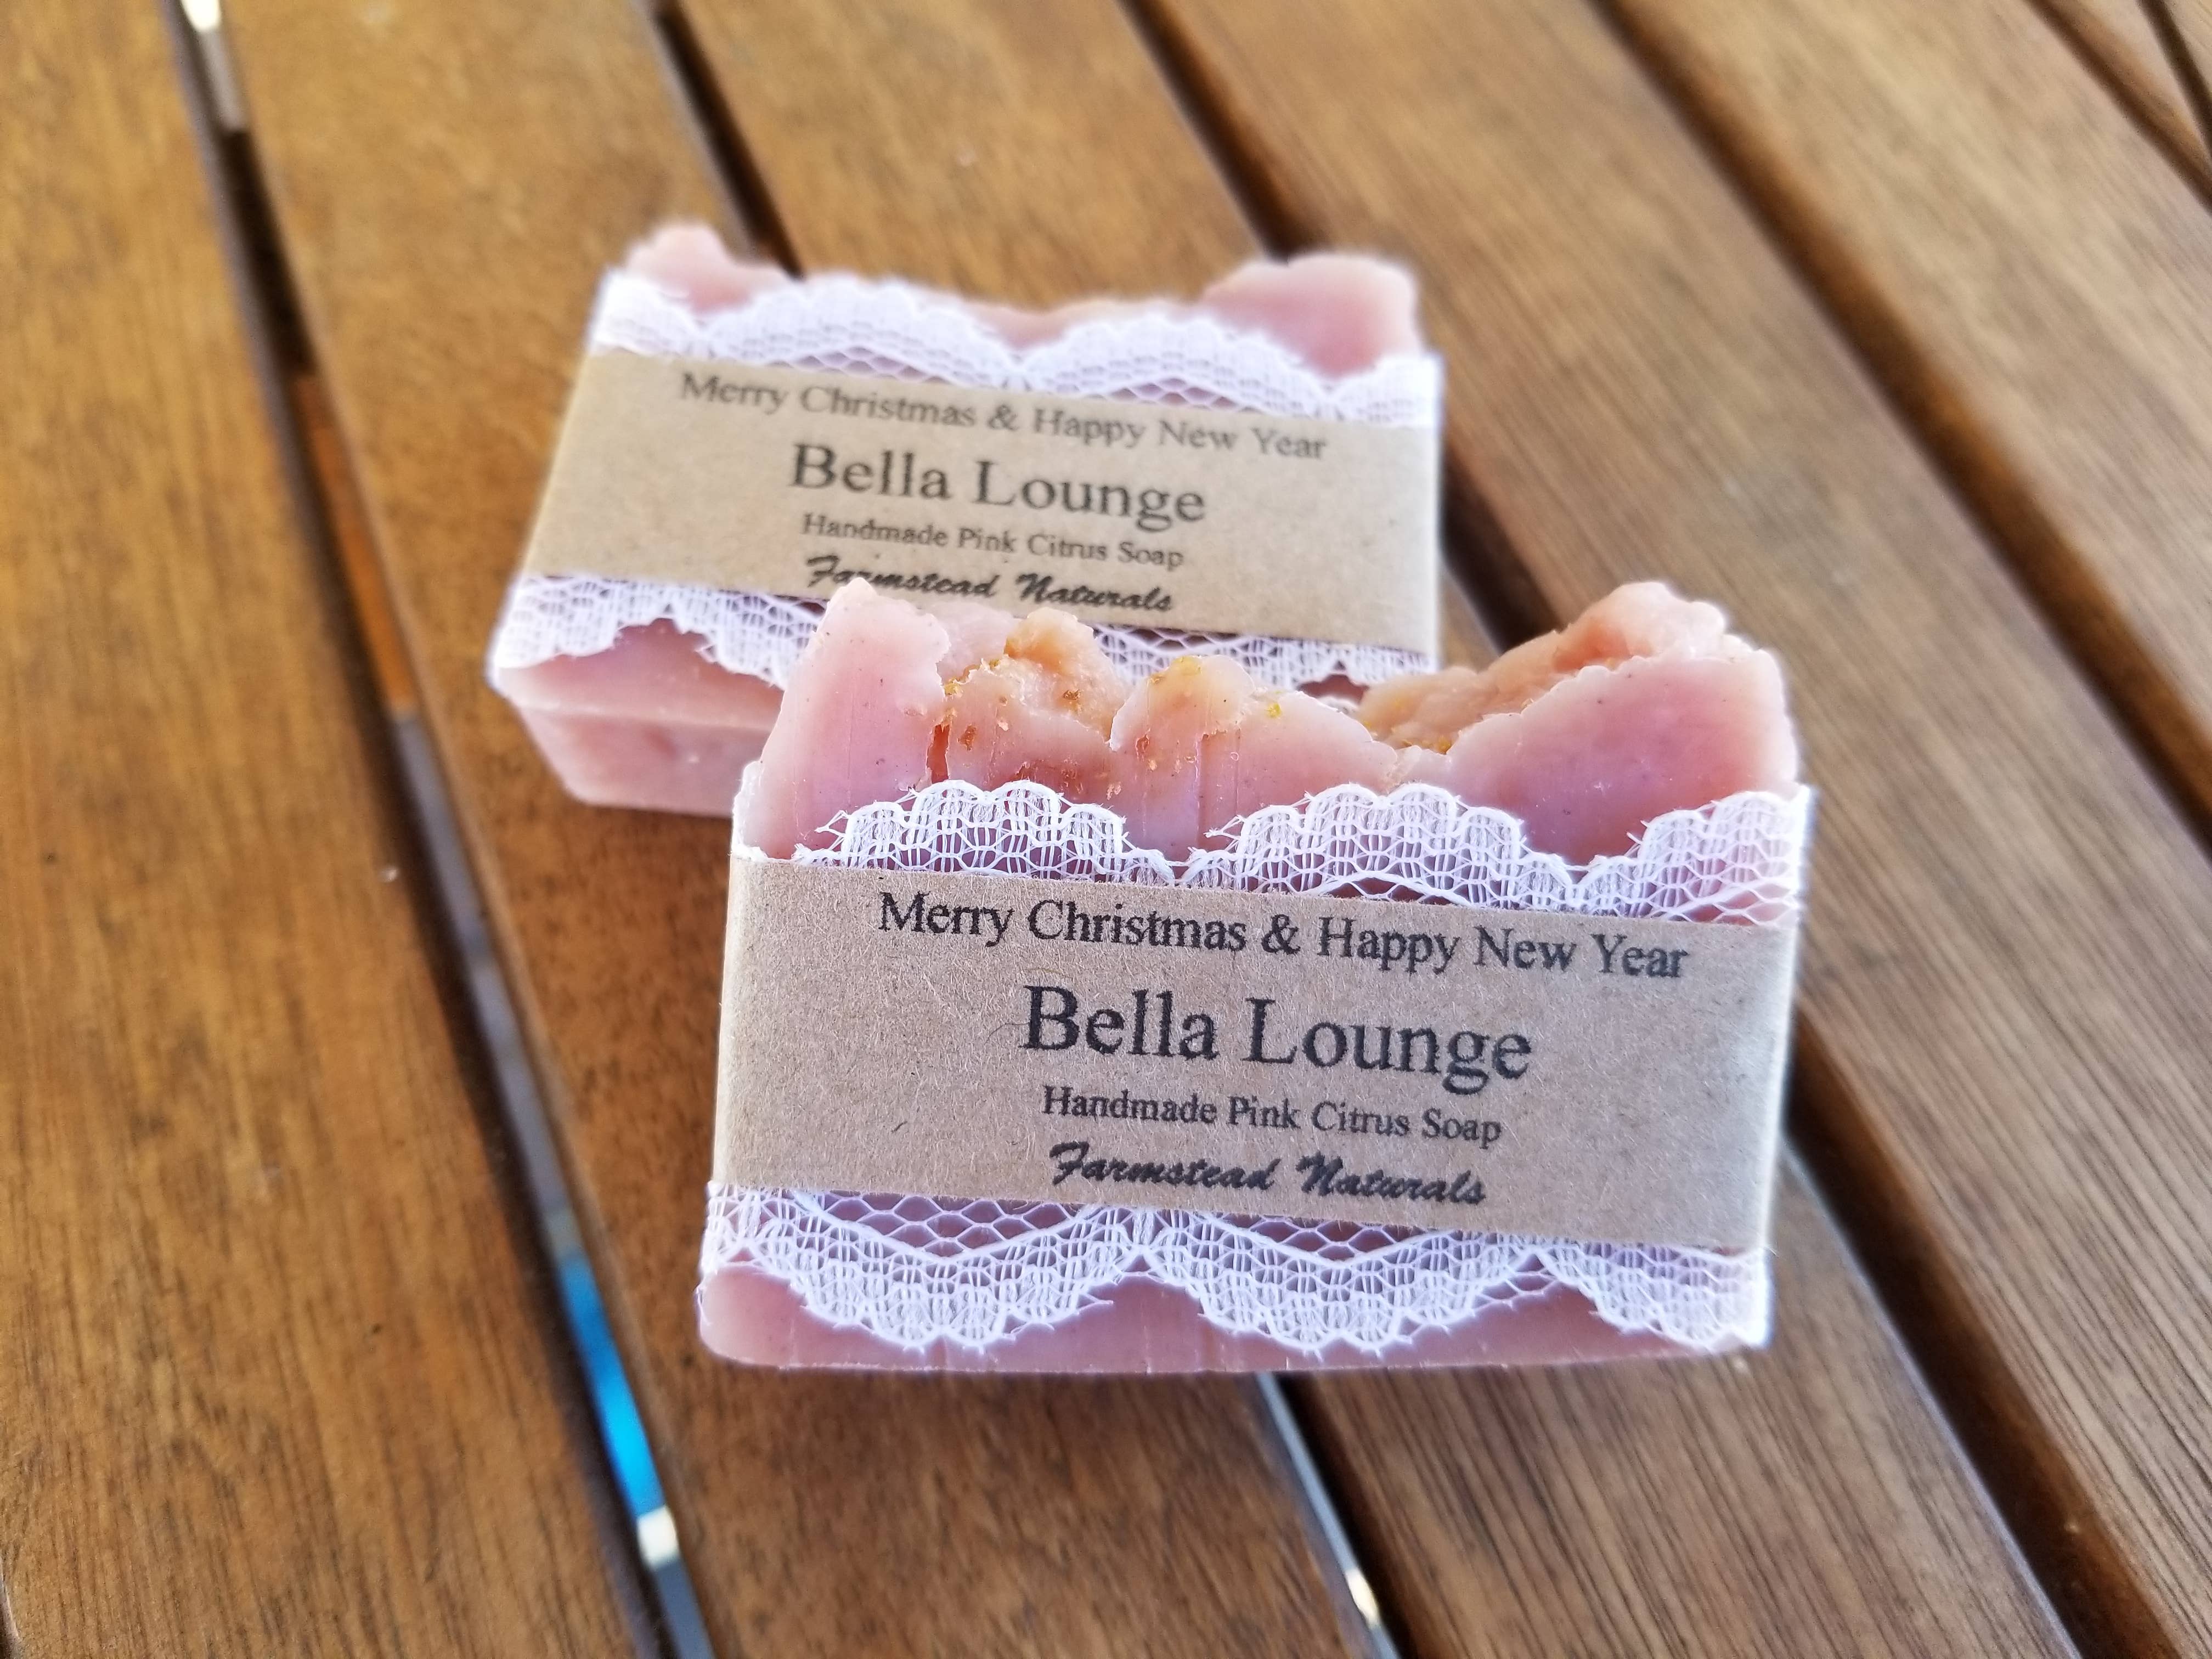 Merry Christmas & Happy New Year
Bella Lounge
Handmade Pink Citrus Soap
Farmstead Naturals
Merry Christmas & Happy New Year
Bella Lounge
Handmade Pink Citrus Soap
Farmstead Naturals